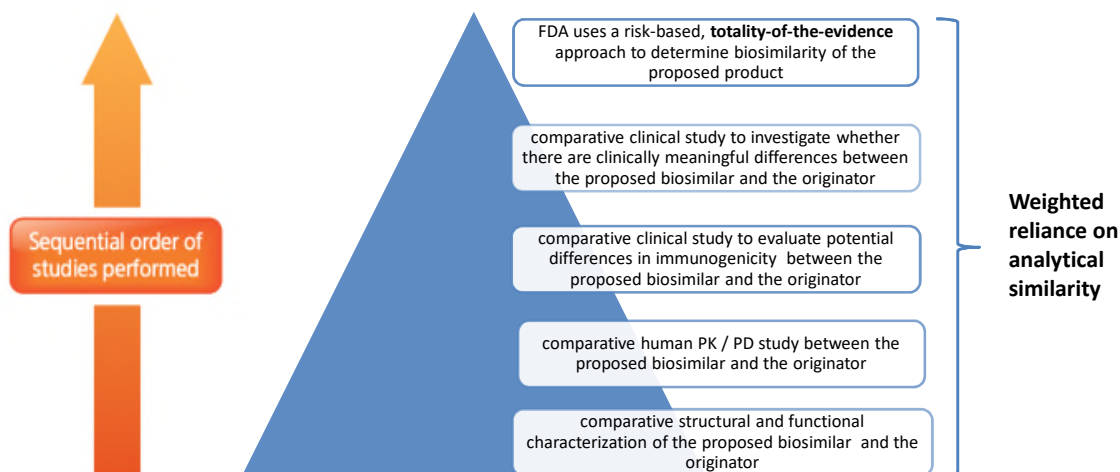 FDA uses a risk-based, totality-of-the-evidence
approach to determine biosimilarity of the
proposed product
comparative clinical study to investigate whether
there are clinically meaningful differences between
the proposed biosimilar and the originator
Sequential order of
studies performed
comparative clinical study to evaluate potential
differences in immunogenicity between the
proposed biosimilar and the originator
Weighted
reliance on
analytical
similarity
comparative human PK / PD study between the
proposed biosimilar and the originator
comparative structural and functional
characterization of the proposed biosimilar and the
originator